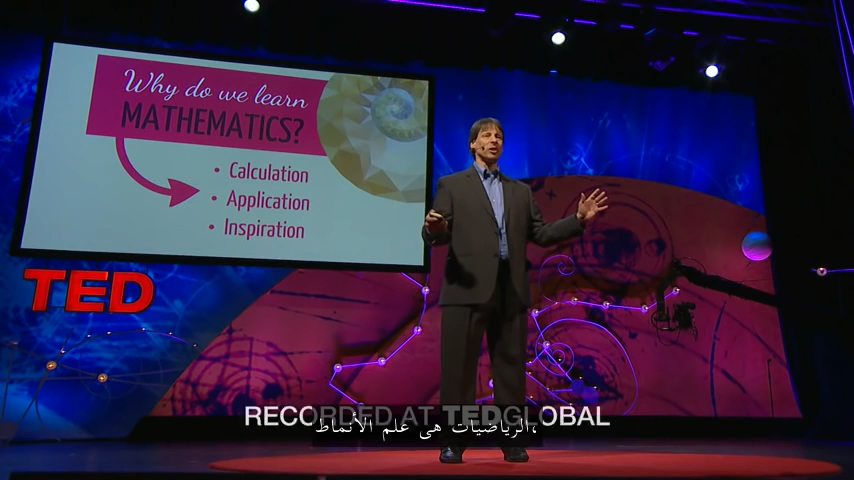 Why do we learn
MATHEMATICS?
• Calculation
• Application
• Inspiration
TED
RECORDED AT TEDGLOBAL
الرياضيات هى علم الأنماط،